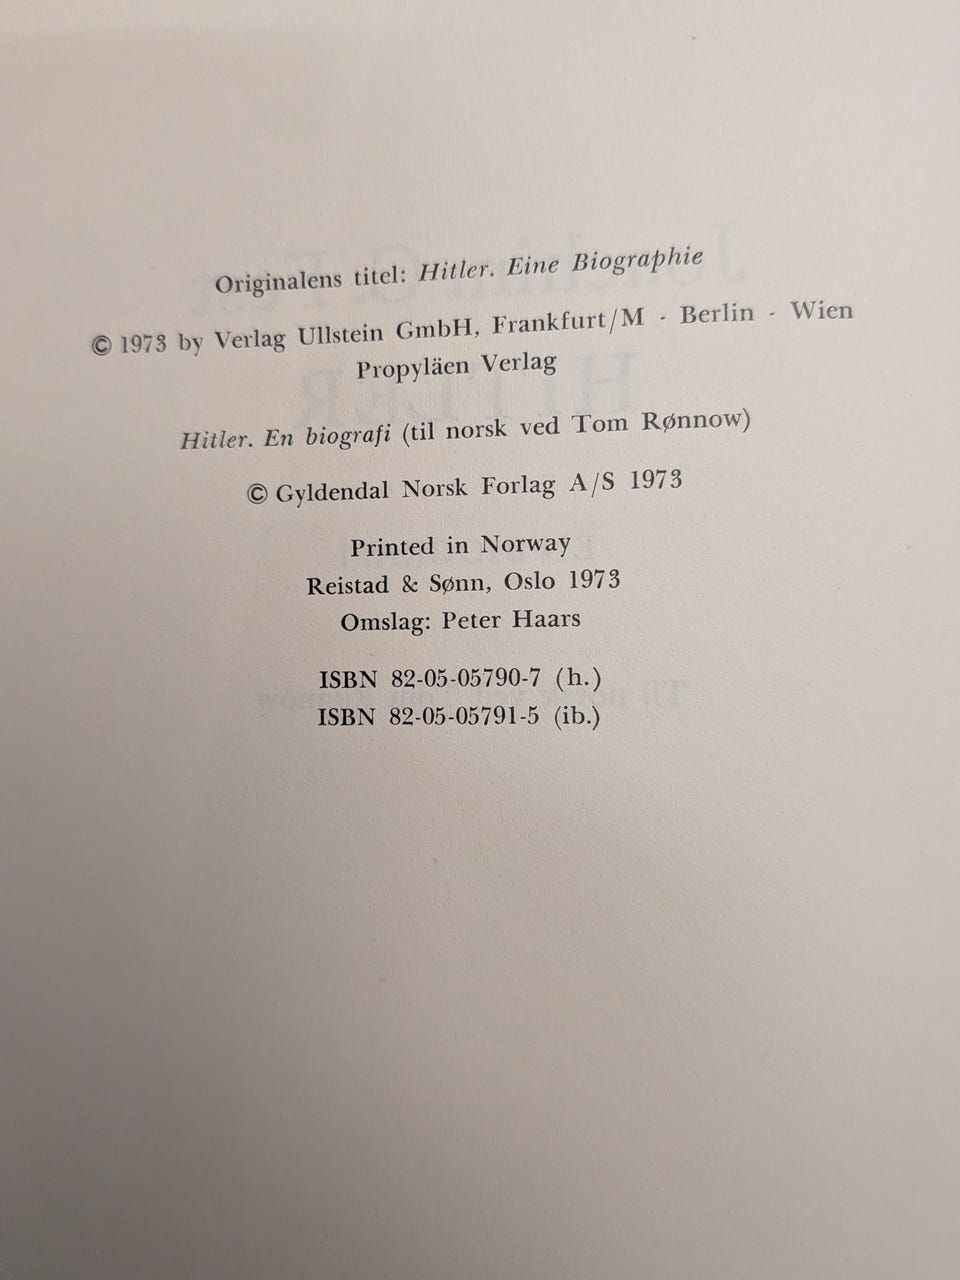 Originalens titel: Hitler. Eine Biographie
© 1973 by Verlag Ullstein GmbH, Frankfurt/M - Berlin - Wien
Propyläen Verlag
Hitler. En biografi (til norsk ved Tom Rønnow)
© Gyldendal Norsk Forlag A/S 1973
Printed in Norway
Reistad & Sønn, Oslo 1973
Omslag: Peter Haars
ISBN 82-05-05790-7 (h.)
ISBN 82-05-05791-5 (ib.)